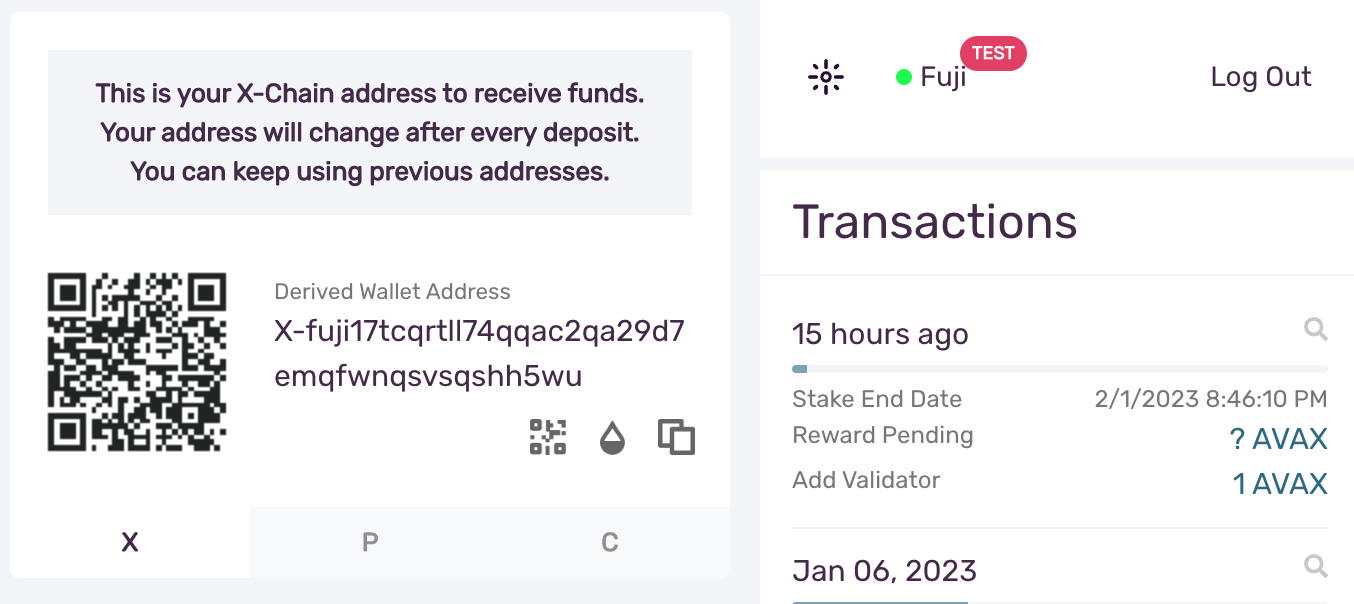 This is your X-Chain address to receive funds.
Your address will change after every deposit.
You can keep using previous addresses.
Derived Wallet Address
X-fuji17tcqrtll74qqac2qa29d7
emqfwnqsvsqshh5wu
X P C
Fuji TEST Log Out
Transactions
15 hours ago
Stake End Date 2/1/2023 8:46:10 PM
Reward Pending ? AVAX
Add Validator 1 AVAX
Jan 06, 2023